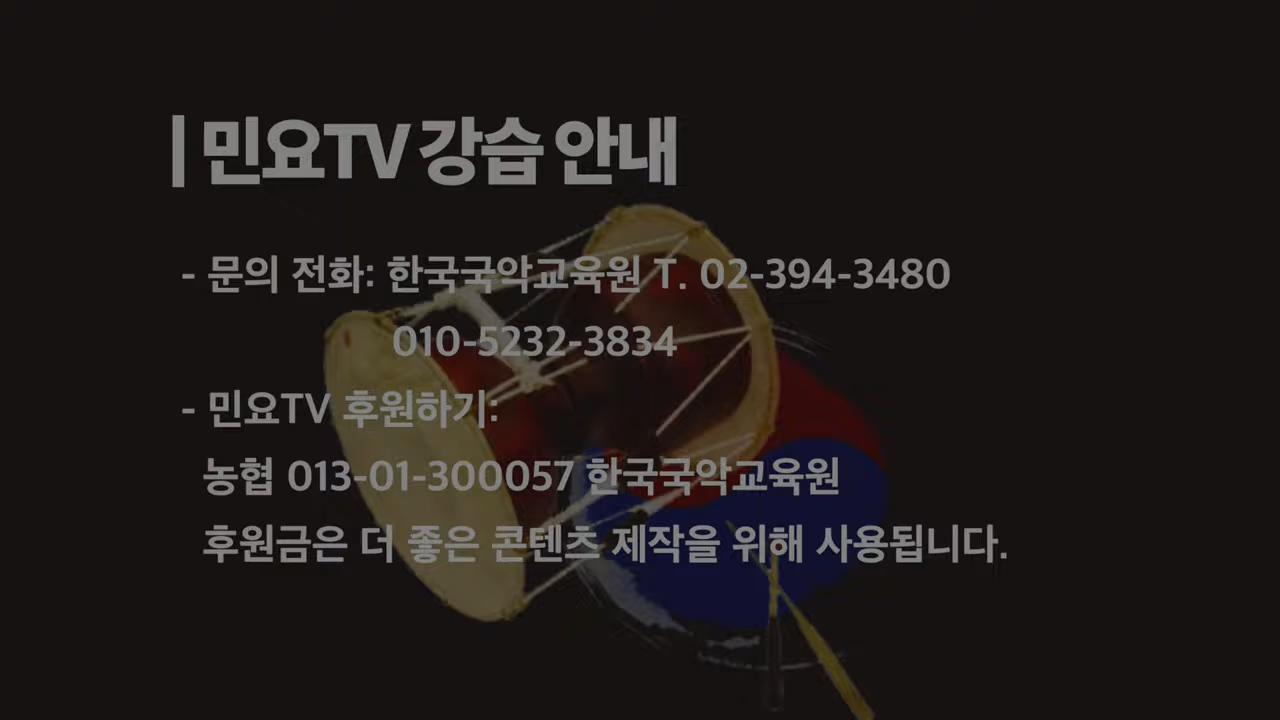 민요TV 강습 안내
- 문의 전화: 한국국악교육원 T. 02-394-3480
010-5232-3834
- 민요TV 후원하기:
농협 013-01-300057 한국국악교육원
후원금은 더 좋은 콘텐츠 제작을 위해 사용됩니다.